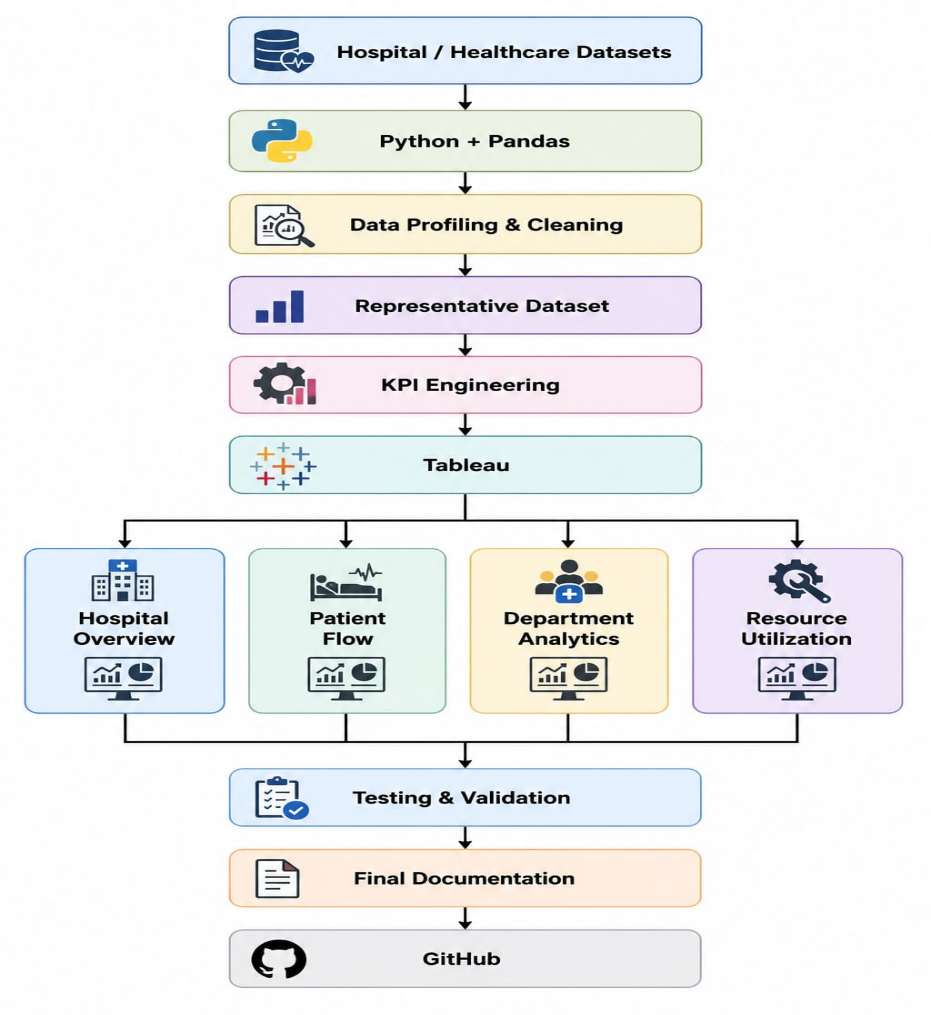 Hospital / Healthcare Datasets
Python + Pandas
Data Profiling & Cleaning
Representative Dataset
KPI Engineering
Tableau
Hospital
Overview
Patient
Flow
Department
Analytics
Resource
Utilization
Testing & Validation
Final Documentation
GitHub